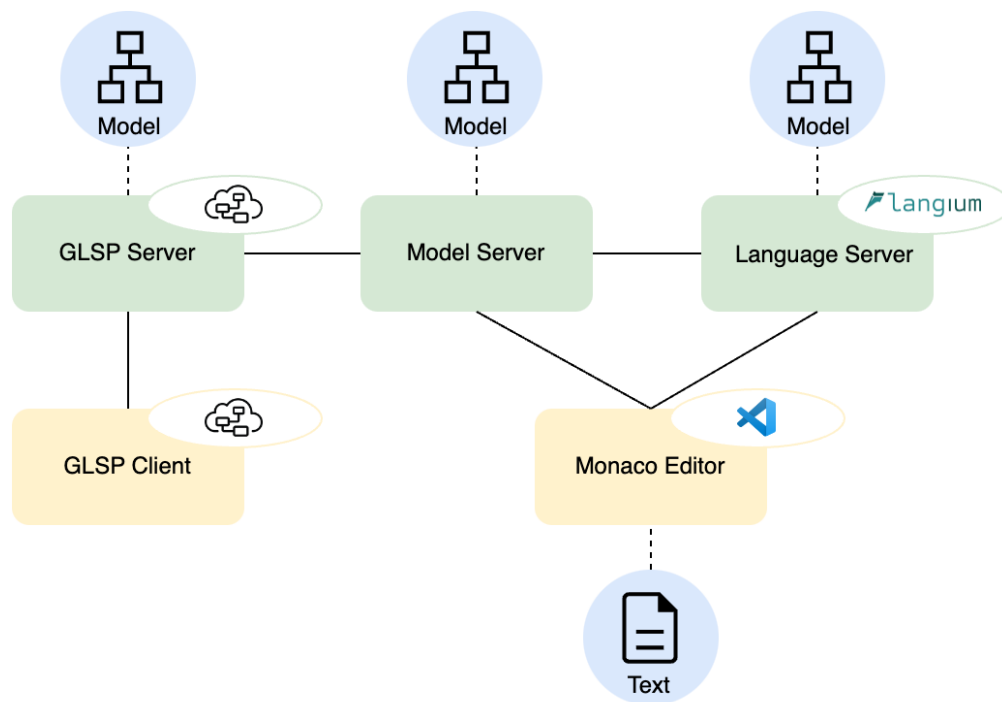 Model
Model
Model
langium
GLSP Server
Model Server
Language Server
GLSP Client
Monaco Editor
Text